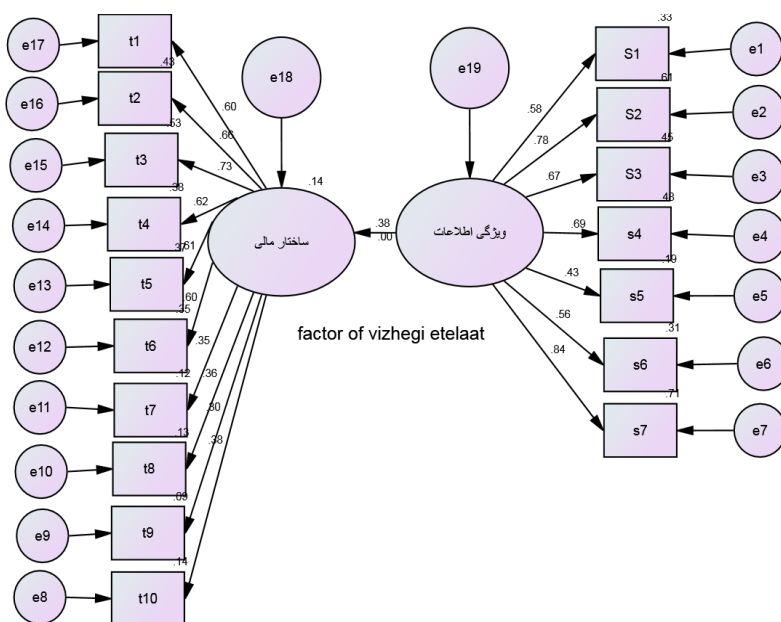 .33
e17
t1
S1
e1
.43
e18
e19
.61
e16
t2
.60
.58
S2
e2
.53
.66
.78
.45
e15
t3
.73
.67
S3
e3
.38
.62
.14
.48
e14
t4
ساختار مالی
.38
.00
ویژگی اطلاعات
.69
s4
e4
.37
.61
.19
e13
t5
.43
s5
e5
.60
.35
.56
.31
e12
t6
.35
factor of vizhegi etelaat
.84
s6
e6
.12
.36
.71
e11
t7
.30
s7
e7
.13
.38
e10
t8
.09
e9
t9
.14
e8
t10